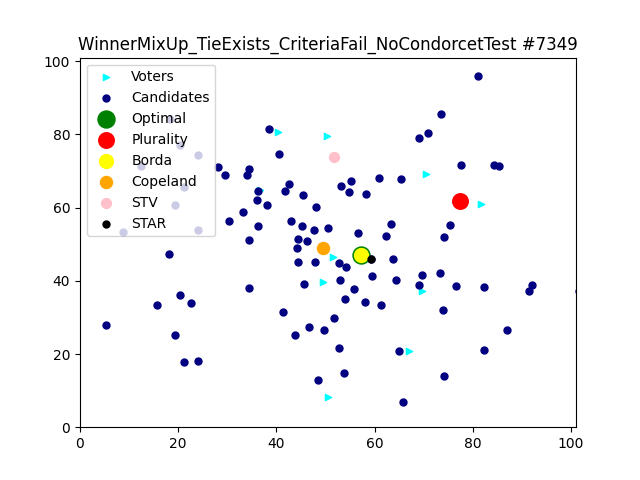 WinnerMixUp_TieExists_CriteriaFail_NoCondorcetTest #7349
100
80
60
40
20
0
Voters
Candidates
Optimal
Plurality
Borda
Copeland
STV
STAR
0 20 40 60 80 100